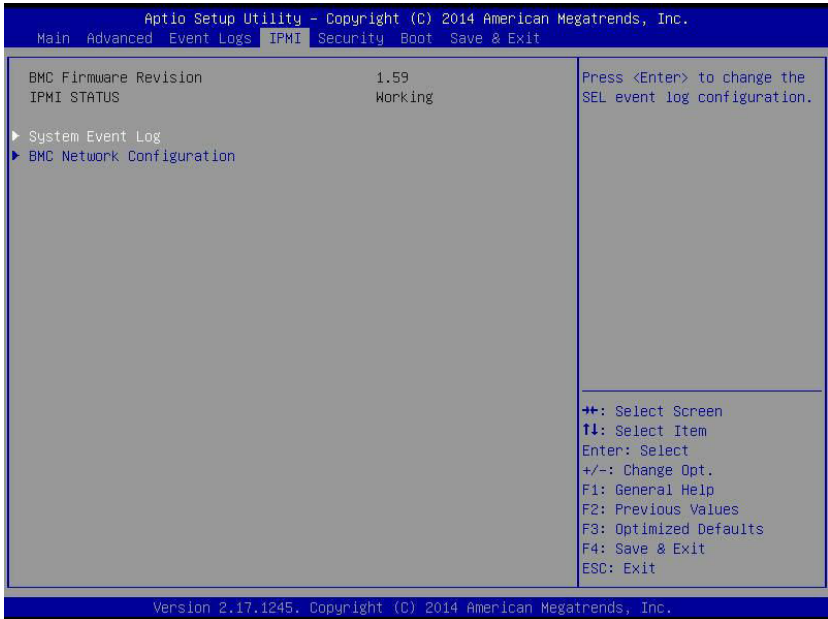 Aptio Setup Utility – Copyright (C) 2014 American Megatrends, Inc.
Main Advanced Event Logs IPMI Security Boot Save & Exit
BMC Firmware Revision 1.59
IPMI STATUS Working
System Event Log
BMC Network Configuration
Press <Enter> to change the
SEL event log configuration.
→←: Select Screen
↑↓: Select Item
Enter: Select
+/-: Change Opt.
F1: General Help
F2: Previous Values
F3: Optimized Defaults
F4: Save & Exit
ESC: Exit
Version 2.17.1245. Copyright (C) 2014 American Megatrends, Inc.